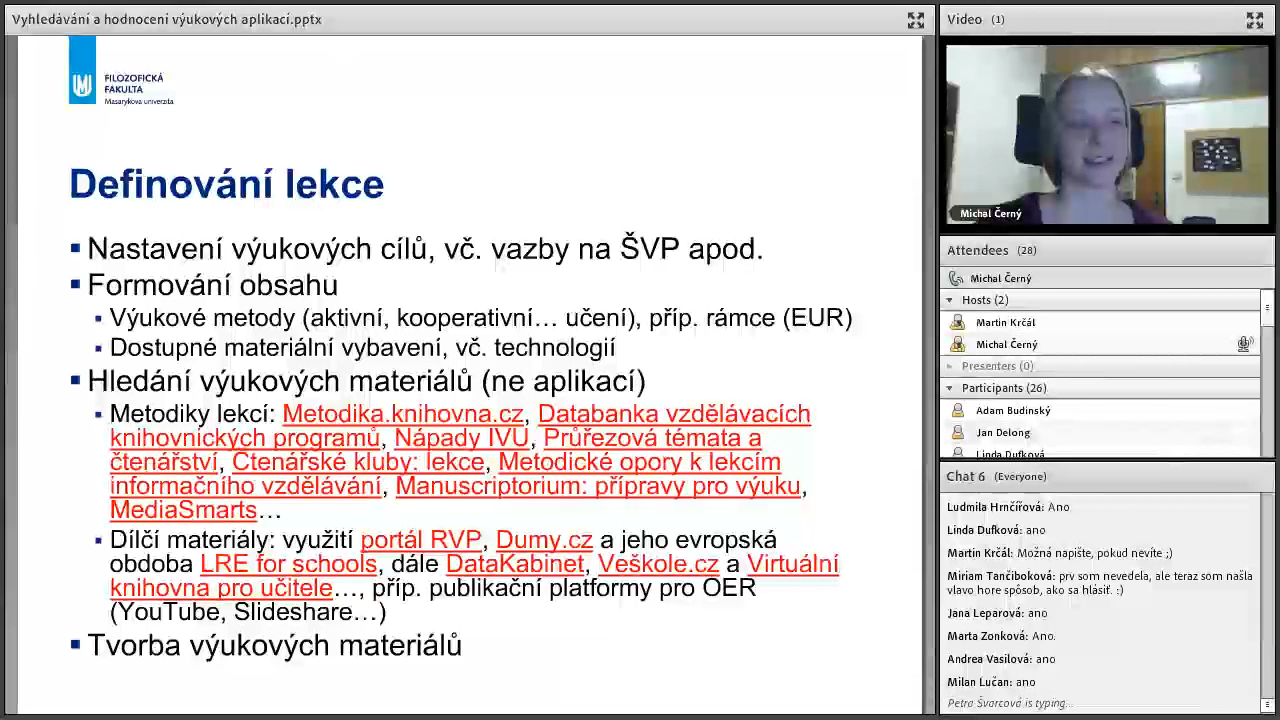 Vyhledávání a hodnocení výukových aplikací.pptx
FILOZOFICKÁ
FAKULTA
Masarykova univerzita
Definování lekce
Nastavení výukových cílů, vč. vazby na ŠVP apod.
Formování obsahu
Výukové metody (aktivní, kooperativní… učení), příp. rámce (EUR)
Dostupné materiální vybavení, vč. technologií
Hledání výukových materiálů (ne aplikací)
Metodiky lekcí: Metodika.knihovna.cz, Databanka vzdělávacích
knihovnických programů, Nápady IVU, Průřezová témata a
čtenářství, Čtenářské kluby: lekce, Metodické opory k lekcím
informačního vzdělávání, Manuscriptorium: přípravy pro výuku,
MediaSmarts…
Dílčí materiály: využití portál RVP, Dumy.cz a jeho evropská
obdoba LRE for schools, dále DataKabinet, Veškole.cz a Virtuální
knihovna pro učitele…, příp. publikační platformy pro OER
(YouTube, Slideshare…)
Tvorba výukových materiálů
Video (1)
Michal Černý
Attendees (28)
Michal Černý
Hosts (2)
Martin Krčál
Michal Černý
Presenters (0)
Participants (26)
Adam Budinský
Jan Delong
Linda Dufková
Chat 6 (Everyone)
Ludmila Hrnčířová: Ano
Linda Dufková: ano
Martin Krčál: Možná napište, pokud nevíte ;)
Miriam Tančiboková: prv som nevedela, ale teraz som našla
vlavo hore spôsob, ako sa hlásiť. :)
Jana Leparová: ano
Marta Zonková: Ano.
Andrea Vasilová: ano
Milan Lučan: ano
Petra Švarcová is typing...